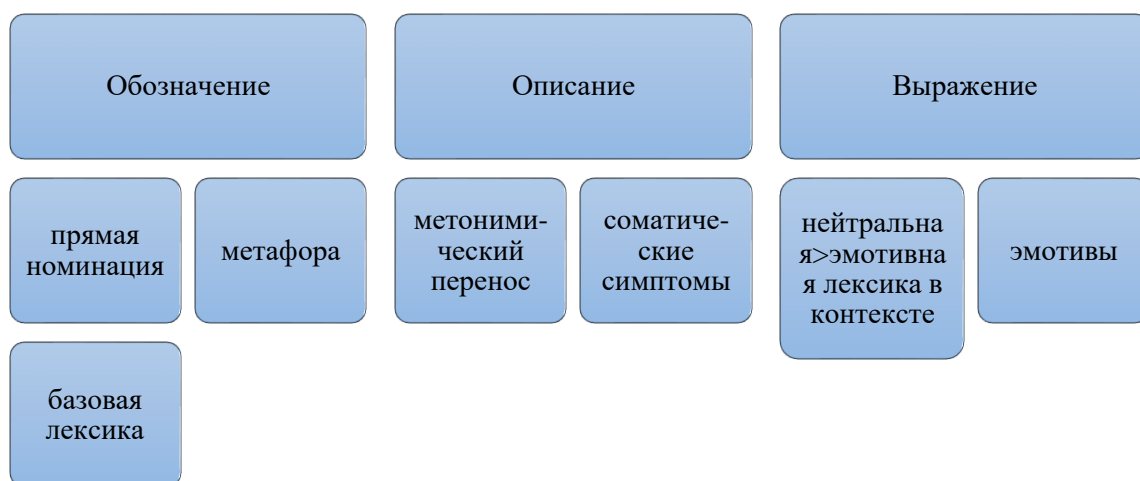 Обозначение
Описание
Выражение
прямая
номинация
метафора
метоними-
ческий
перенос
соматиче-
ские
симптомы
нейтральна
я>эмотивна
я лексика в
контексте
эмотивы
базовая
лексика